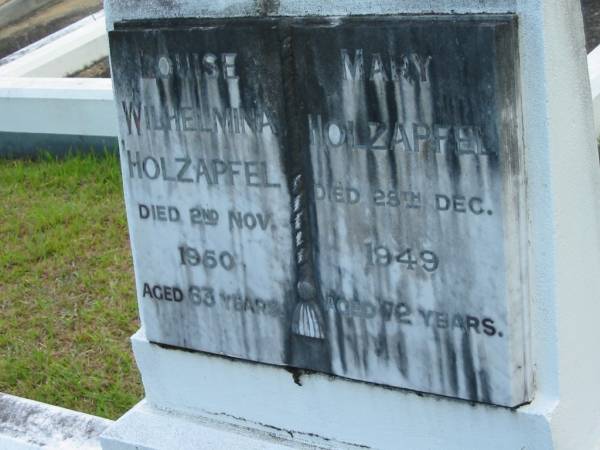 LOUISE
WILHELMINA
HOLZAPFEL
DIED 2ND NOV.
1960.
AGED 63 YEARS.
MARY
HOLZAPFEL
DIED 28TH DEC.
1949
AGED 72 YEARS.